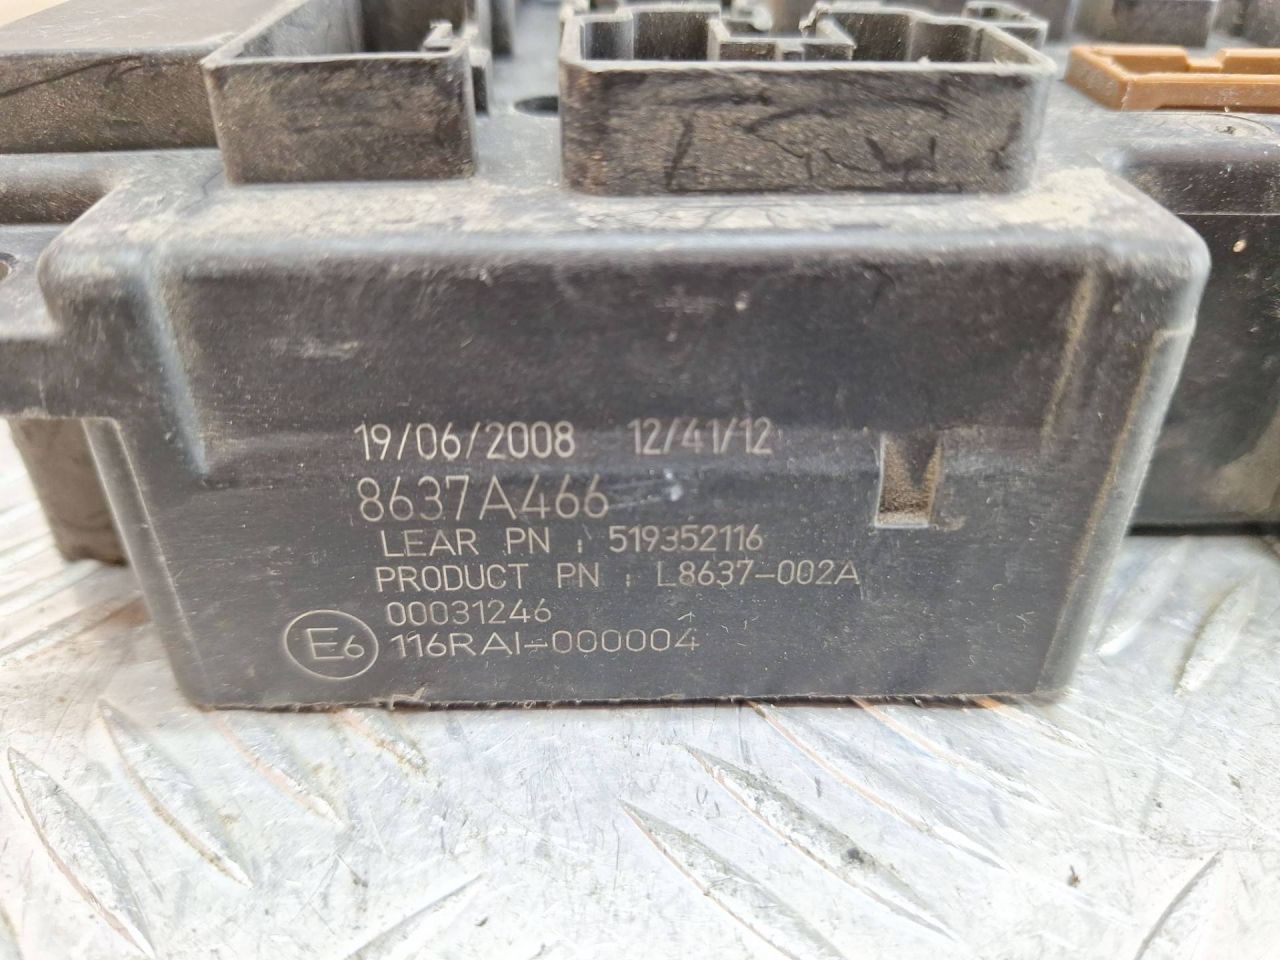 19/06/2008 12/41/12
8637A466
LEAR PN : 519352116
PRODUCT PN : L8637-002A
00031246
E6 116RAI-000004